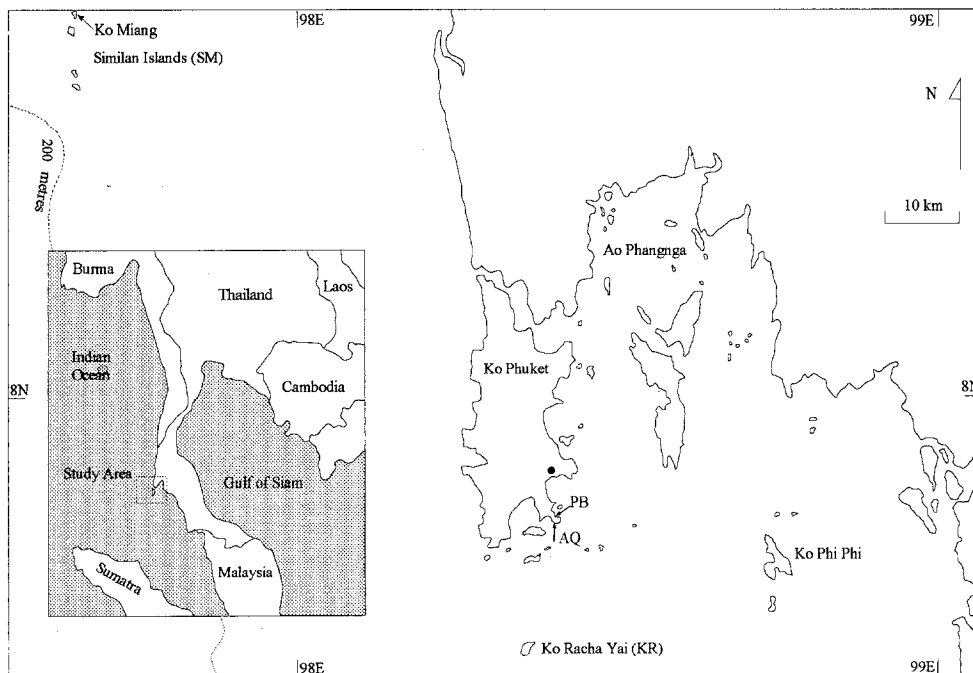 98E
99E
Ko Miang
Similan Islands (SM)
N
200 metres
10 km
Ao Phangnga
Burma
Thailand
Laos
Indian
Ocean
Cambodia
Ko Phuket
8N
8N
Study Area
Gulf of Siam
PB
AQ
Ko Phi Phi
Malaysia
Sumatra
Ko Racha Yai (KR)
98E
99E